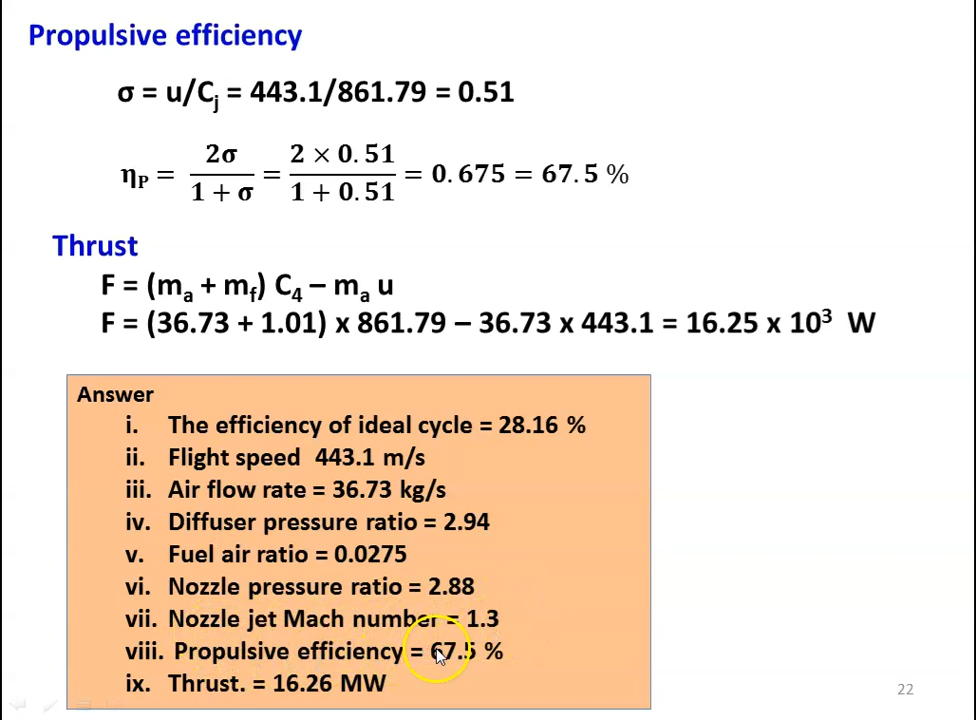 Propulsive efficiency
σ = u/Cj = 443.1/861.79 = 0.51
ηP = 2σ / 1 + σ = 2 × 0.51 / 1 + 0.51 = 0.675 = 67.5 %
Thrust
F = (ma + mf) C4 – ma u
F = (36.73 + 1.01) x 861.79 – 36.73 x 443.1 = 16.25 x 10³ W
Answer
i. The efficiency of ideal cycle = 28.16 %
ii. Flight speed 443.1 m/s
iii. Air flow rate = 36.73 kg/s
iv. Diffuser pressure ratio = 2.94
v. Fuel air ratio = 0.0275
vi. Nozzle pressure ratio = 2.88
vii. Nozzle jet Mach number = 1.3
viii. Propulsive efficiency = 67.5 %
ix. Thrust. = 16.26 MW
22